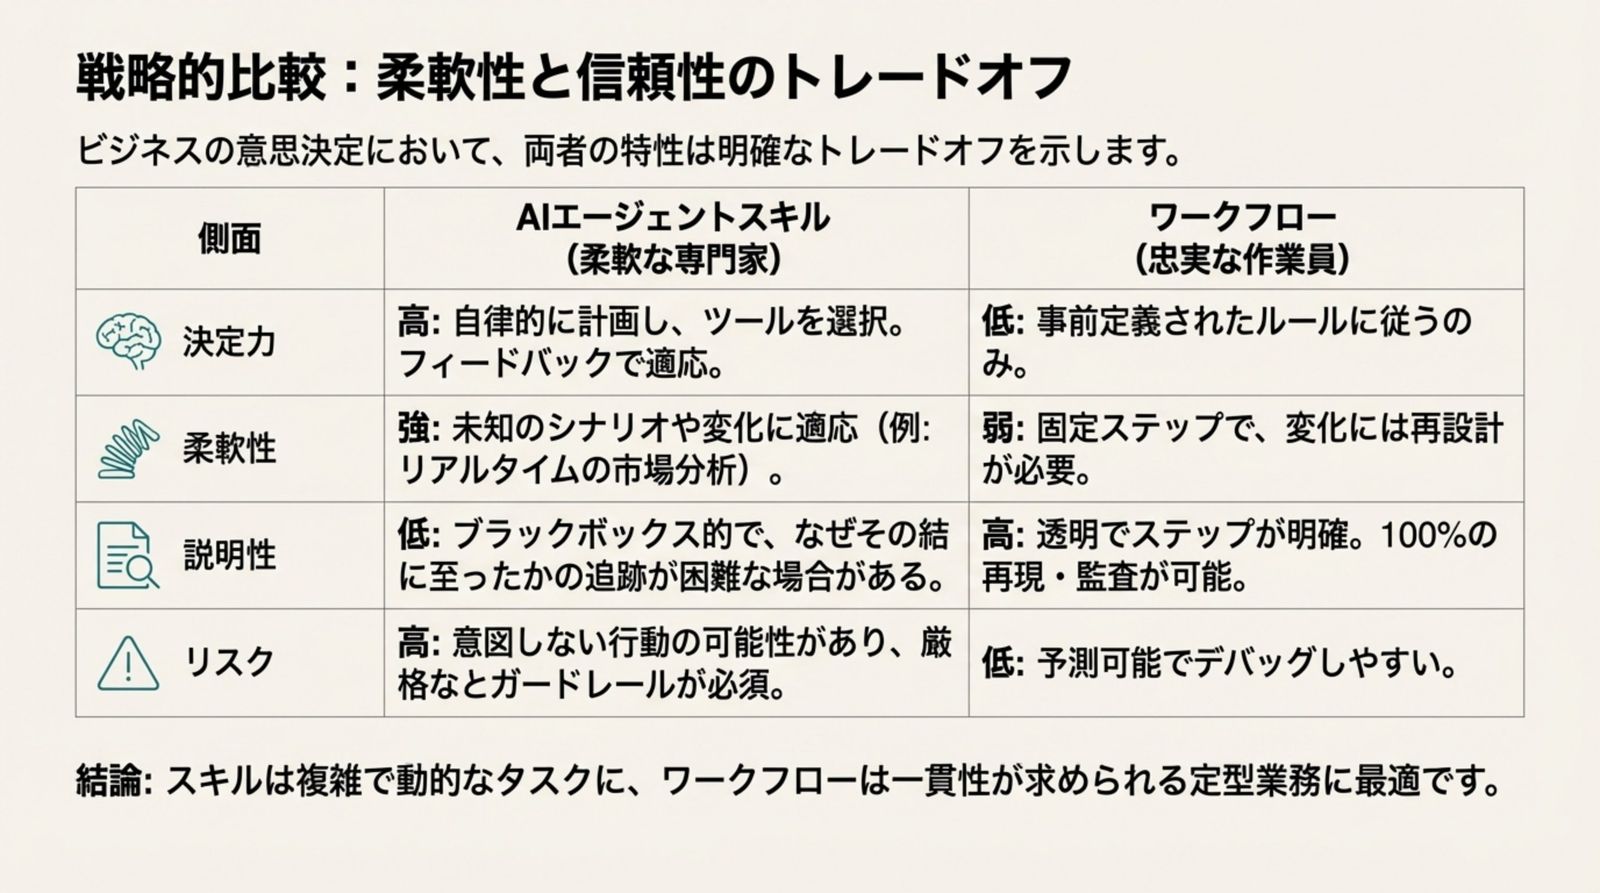 戦略的比較：柔軟性と信頼性のトレードオフ
ビジネスの意思決定において、両者の特性は明確なトレードオフを示します。
側面
AIエージェントスキル
（柔軟な専門家）
ワークフロー
（忠実な作業員）
決定力
高: 自律的に計画し、ツールを選択。
フィードバックで適応。
低: 事前定義されたルールに従うの
み。
柔軟性
強: 未知のシナリオや変化に適応（例:
リアルタイムの市場分析）。
弱: 固定ステップで、変化には再設計
が必要。
説明性
低: ブラックボックス的で、なぜその結
に至ったかの追跡が困難な場合がある。
高: 透明でステップが明確。100%の
再現・監査が可能。
リスク
高: 意図しない行動の可能性があり、厳
格なとガードレールが必須。
低: 予測可能でデバッグしやすい。
結論: スキルは複雑で動的なタスクに、ワークフローは一貫性が求められる定型業務に最適です。